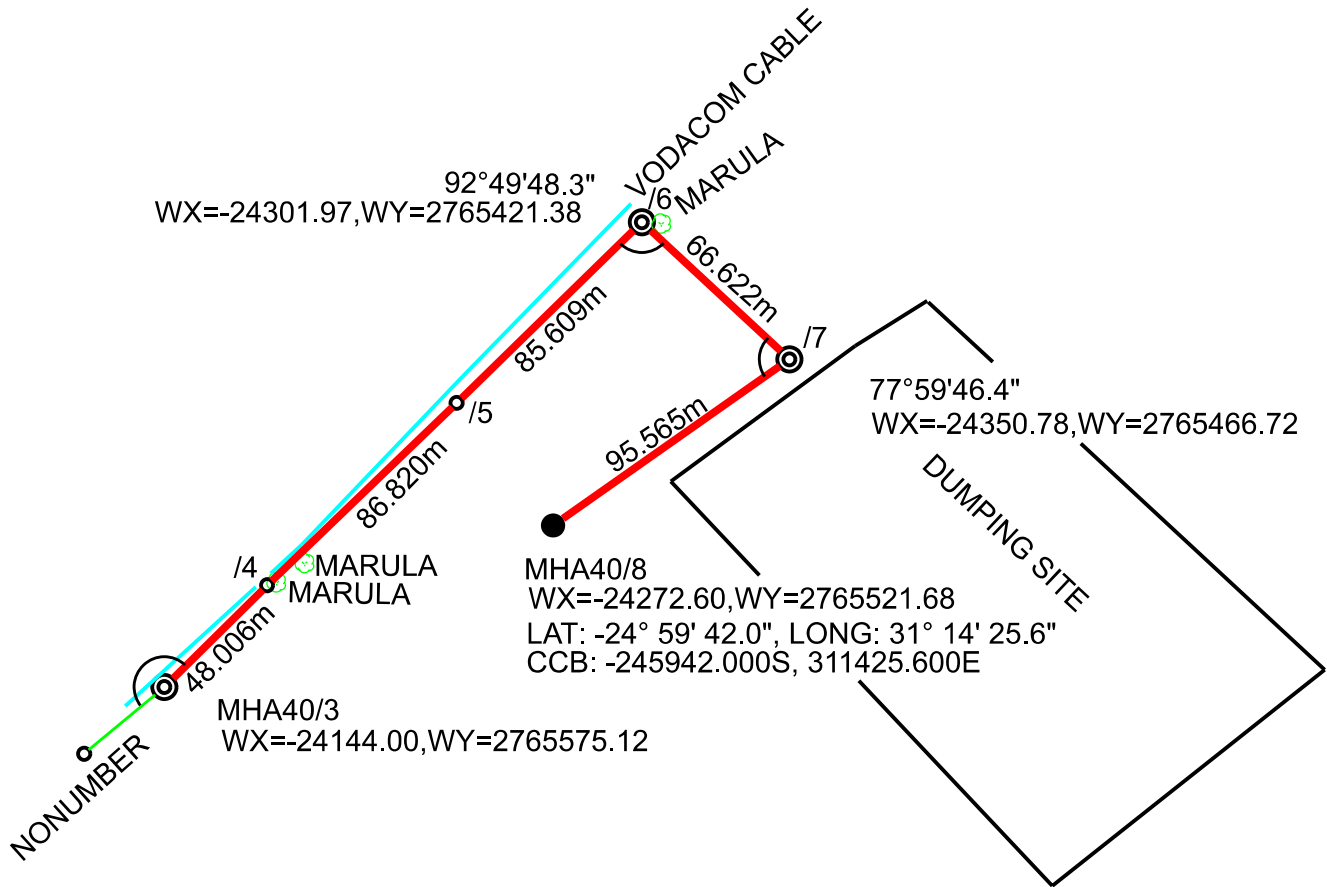 VODACOM CABLE
MARULA
92°49'48.3"
WX=-24301.97,WY=2765421.38
/6
66.622m
85.609m
/7
77°59'46.4"
WX=-24350.78,WY=2765466.72
/5
95.565m
86.820m
DUMPING SITE
/4
MARULA
MARULA
MHA40/8
WX=-24272.60,WY=2765521.68
LAT: -24° 59' 42.0", LONG: 31° 14' 25.6"
CCB: -245942.000S, 311425.600E
48.006m
MHA40/3
WX=-24144.00,WY=2765575.12
NONUMBER